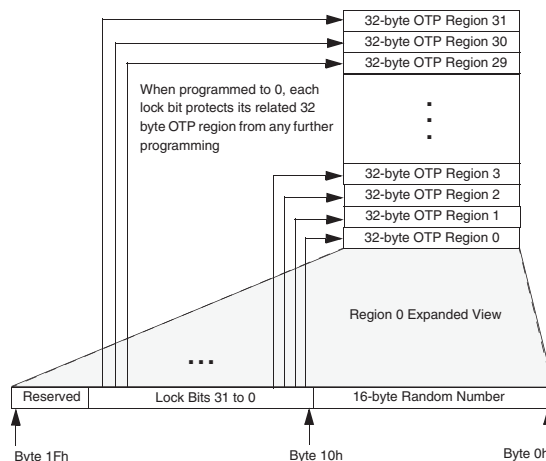 32-byte OTP Region 31
32-byte OTP Region 30
32-byte OTP Region 29
When programmed to 0, each
lock bit protects its related 32
byte OTP region from any further
programming
32-byte OTP Region 3
32-byte OTP Region 2
32-byte OTP Region 1
32-byte OTP Region 0
Region 0 Expanded View
...
Reserved
Lock Bits 31 to 0
16-byte Random Number
Byte 1Fh
Byte 10h
Byte 0h